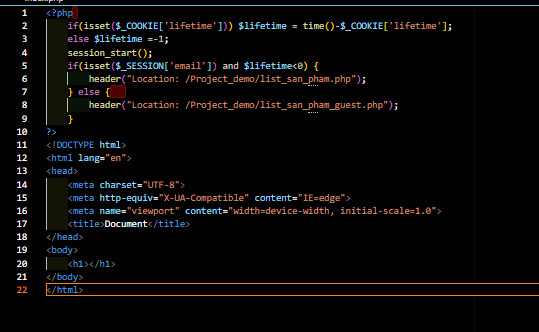 1 <?php
2 if(isset($_COOKIE['lifetime'])) $lifetime = time()-$_COOKIE['lifetime'];
3 else $lifetime =-1;
4 session_start();
5 if(isset($_SESSION['email']) and $lifetime<0) {
6 header("Location: /Project_demo/list_san_pham.php");
7 } else {
8 header("Location: /Project_demo/list_san_pham_guest.php");
9 }
10 ?>
11 <!DOCTYPE html>
12 <html lang="en">
13 <head>
14 <meta charset="UTF-8">
15 <meta http-equiv="X-UA-Compatible" content="IE=edge">
16 <meta name="viewport" content="width=device-width, initial-scale=1.0">
17 <title>Document</title>
18 </head>
19 <body>
20 <h1></h1>
21 </body>
22 </html>